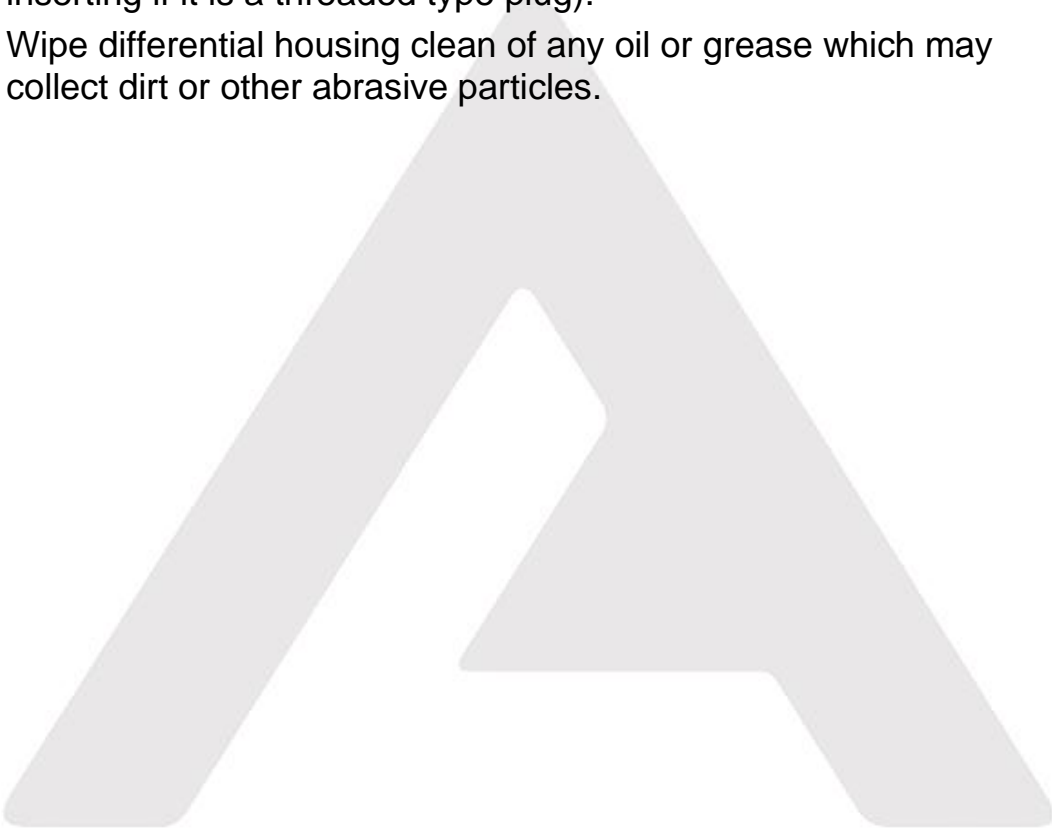 inserting if it is a threaded type plug).
Wipe differential housing clean of any oil or grease which may
collect dirt or other abrasive particles.